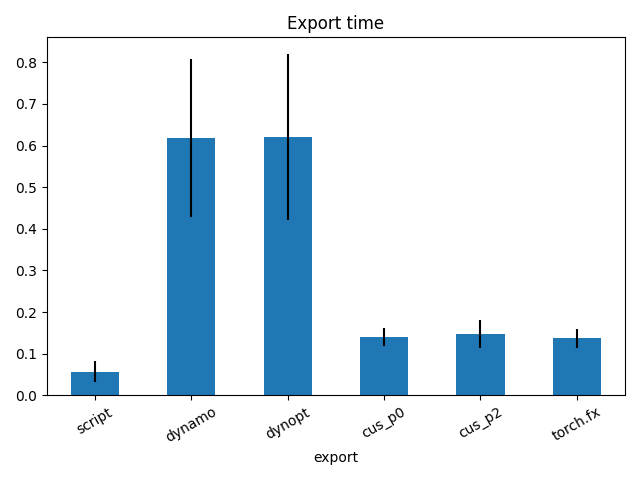 Export time
0.8
0.7
0.6
0.5
0.4
0.3
0.2
0.1
0.0
script
dynamo
dynopt
cus_p0
cus_p2
torch.fx
export